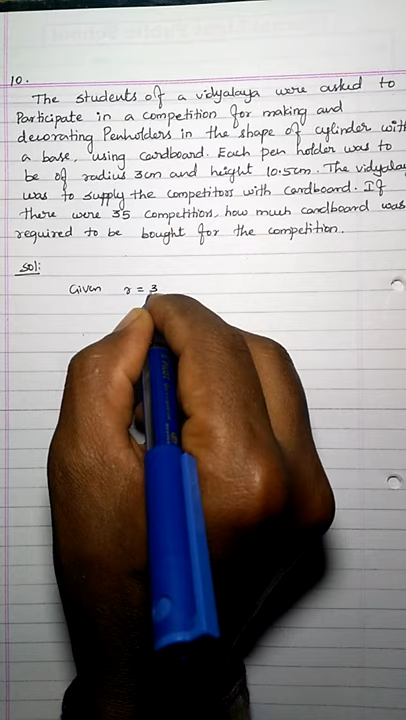 10.
The students of a vidyalaya were asked to
Participate in a competition for making and
decorating Penholders in the shape of cylinder with
a base, using cardboard. Each pen holder was to
be of radius 3cm and height 10.5cm. The vidyalay
was to supply the competitors with cardboard. If
there were 35 competitiors, how much candboard was
required to be bought for the competition.
Sol:
Given r = 3